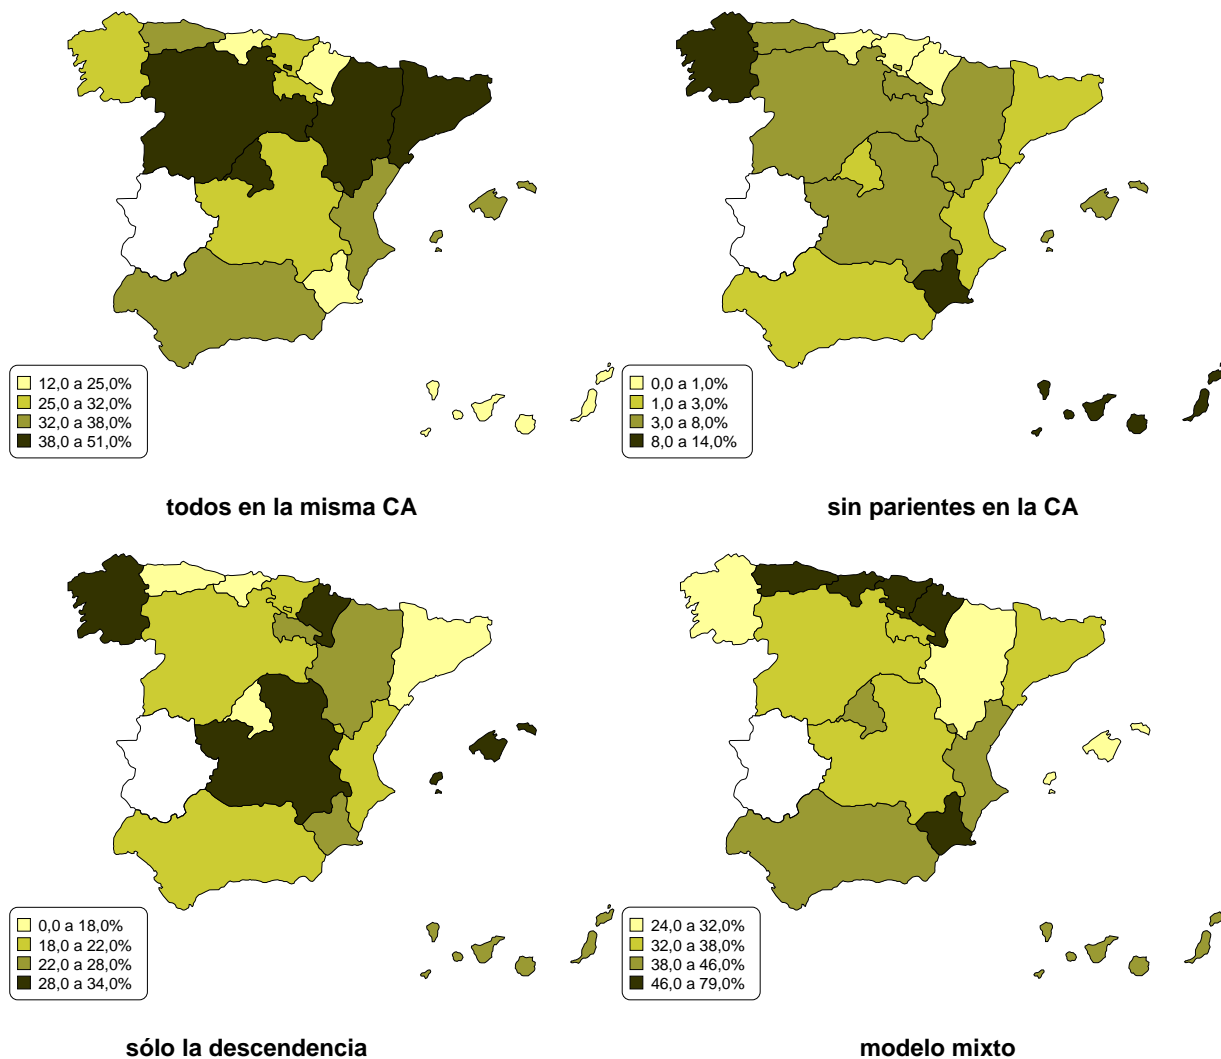 12,0 a 25,0%
25,0 a 32,0%
32,0 a 38,0%
38,0 a 51,0%
todos en la misma CA
0,0 a 1,0%
1,0 a 3,0%
3,0 a 8,0%
8,0 a 14,0%
sin parientes en la CA
0,0 a 18,0%
18,0 a 22,0%
22,0 a 28,0%
28,0 a 34,0%
sólo la descendencia
24,0 a 32,0%
32,0 a 38,0%
38,0 a 46,0%
46,0 a 79,0%
modelo mixto